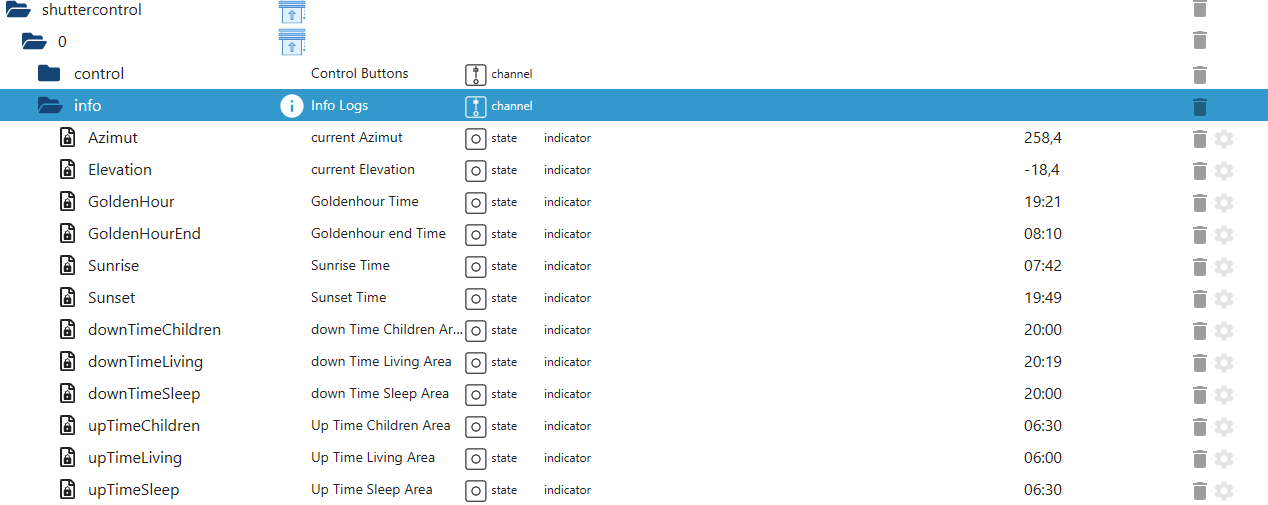 shuttercontrol
0
control Control Buttons channel
info Info Logs channel
Azimut current Azimut state indicator 258,4
Elevation current Elevation state indicator -18,4
GoldenHour Goldenhour Time state indicator 19:21
GoldenHourEnd Goldenhour end Time state indicator 08:10
Sunrise Sunrise Time state indicator 07:42
Sunset Sunset Time state indicator 19:49
downTimeChildren down Time Children Ar... state indicator 20:00
downTimeLiving down Time Living Area state indicator 20:19
downTimeSleep down Time Sleep Area state indicator 20:00
upTimeChildren Up Time Children Area state indicator 06:30
upTimeLiving Up Time Living Area state indicator 06:00
upTimeSleep Up Time Sleep Area state indicator 06:30